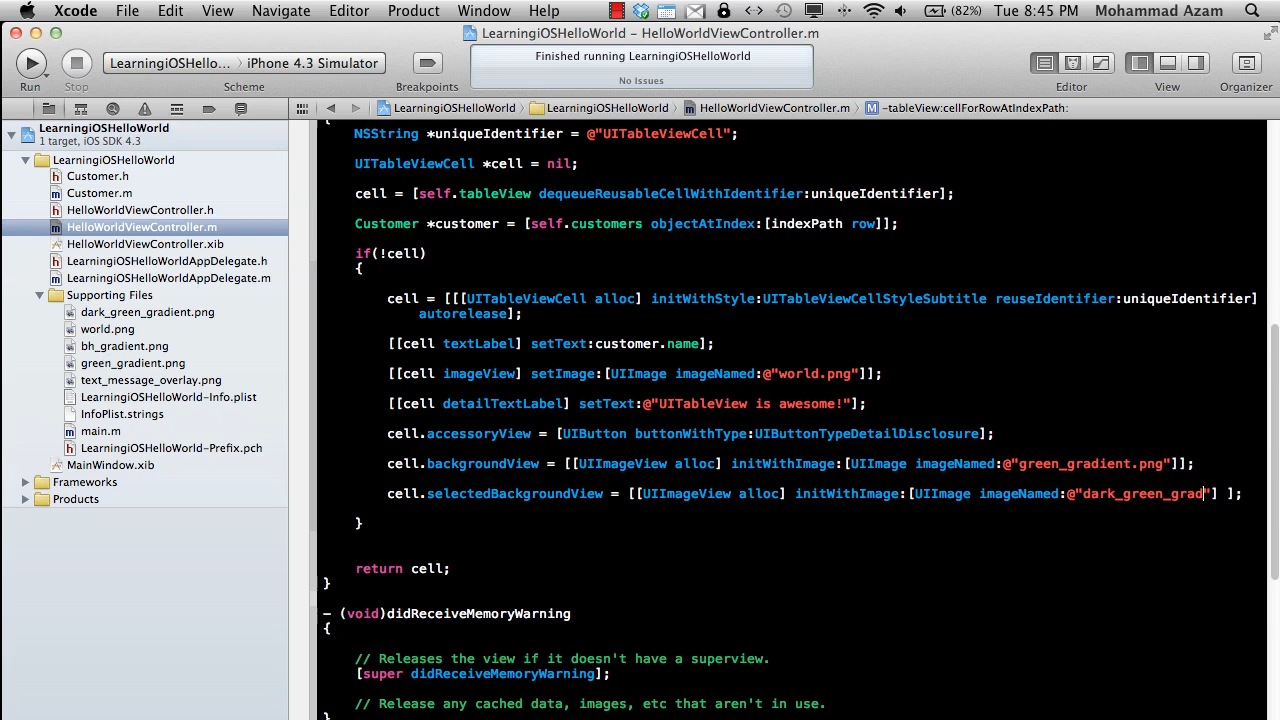 Xcode File Edit View Navigate Editor Product Window Help (82%) Tue 8:45 PM Mohammad Azam
LearningiOSHelloWorld – HelloWorldViewController.m
Run Stop LearningiOSHello... iPhone 4.3 Simulator Scheme Breakpoints
Finished running LearningiOSHelloWorld
No Issues
Editor View Organizer
LearningiOSHelloWorld LearningiOSHelloWorld HelloWorldViewController.m M -tableView:cellForRowAtIndexPath:
LearningiOSHelloWorld
1 target, iOS SDK 4.3
LearningiOSHelloWorld
h Customer.h
m Customer.m
h HelloWorldViewController.h
m HelloWorldViewController.m
HelloWorldViewController.xib
h LearningiOSHelloWorldAppDelegate.h
m LearningiOSHelloWorldAppDelegate.m
Supporting Files
dark_green_gradient.png
world.png
bh_gradient.png
green_gradient.png
text_message_overlay.png
LearningiOSHelloWorld-Info.plist
InfoPlist.strings
m main.m
h LearningiOSHelloWorld-Prefix.pch
MainWindow.xib
Frameworks
Products
{
NSString *uniqueIdentifier = @"UITableViewCell";
UITableViewCell *cell = nil;
cell = [self.tableView dequeueReusableCellWithIdentifier:uniqueIdentifier];
Customer *customer = [self.customers objectAtIndex:[indexPath row]];
if(!cell)
{
cell = [[[UITableViewCell alloc] initWithStyle:UITableViewCellStyleSubtitle reuseIdentifier:uniqueIdentifier]
autorelease];
[[cell textLabel] setText:customer.name];
[[cell imageView] setImage:[UIImage imageNamed:@"world.png"]];
[[cell detailTextLabel] setText:@"UITableView is awesome!"];
cell.accessoryView = [UIButton buttonWithType:UIButtonTypeDetailDisclosure];
cell.backgroundView = [[UIImageView alloc] initWithImage:[UIImage imageNamed:@"green_gradient.png"]];
cell.selectedBackgroundView = [[UIImageView alloc] initWithImage:[UIImage imageNamed:@"dark_green_grad"] ];
}
return cell;
}
– (void)didReceiveMemoryWarning
{
// Releases the view if it doesn't have a superview.
[super didReceiveMemoryWarning];
// Release any cached data, images, etc that aren't in use.
}